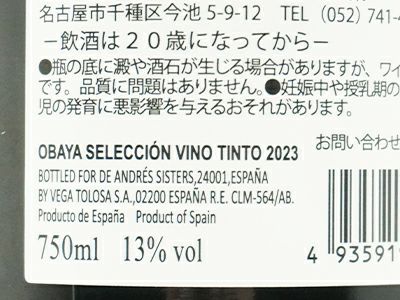 名古屋市千種区今池 5-9-12 TEL (052) 741-4
－飲酒は２０歳になってから－
●瓶の底に澱や酒石が生じる場合がありますが、ワイ
です。品質に問題はありません。●妊娠中や授乳期の
児の発育に悪影響を与えるおそれがあります。
お問い合わせ
OBAYA SELECCIÓN VINO TINTO 2023
BOTTLED FOR DE ANDRÉS SISTERS,24001,ESPAÑA
BY VEGA TOLOSA S.A.,02200 ESPAÑA R.E. CLM-564/AB.
Producto de España Product of Spain
750ml 13% vol
4 93591